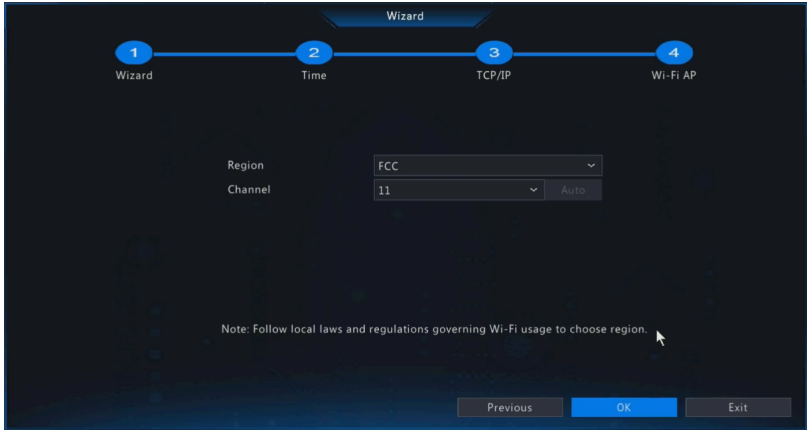 Wizard
1 2 3 4
Wizard Time TCP/IP Wi-Fi AP
Region FCC
Channel 11 Auto
Note: Follow local laws and regulations governing Wi-Fi usage to choose region.
Previous OK Exit